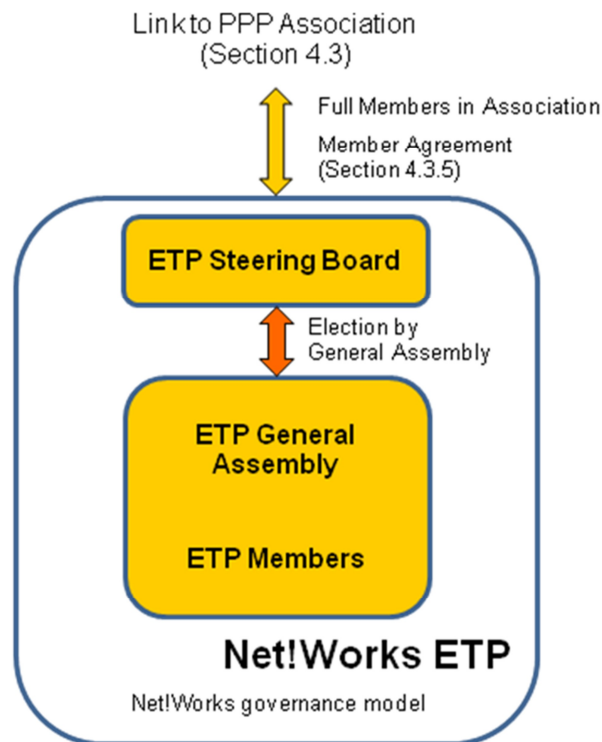 Link to PPP Association
(Section 4.3)
Full Members in Association
Member Agreement
(Section 4.3.5)
ETP Steering Board
Election by
General Assembly
ETP General
Assembly
ETP Members
Net!Works ETP
Net!Works governance model